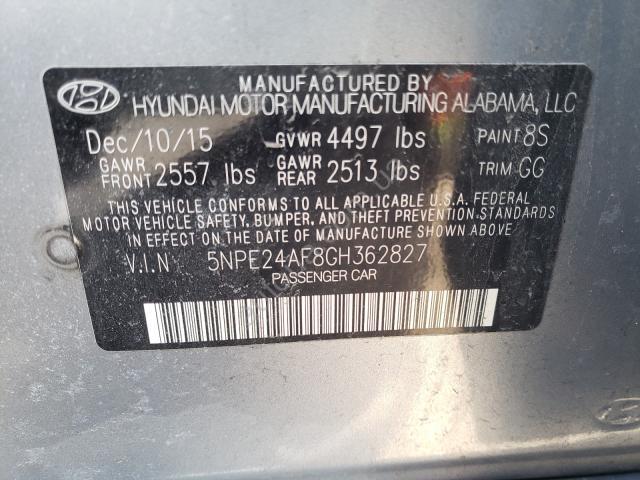 MANUFACTURED BY
HYUNDAI MOTOR MANUFACTURING ALABAMA, LLC
Dec/10/15 GVWR 4497 lbs PAINT 8S
GAWR FRONT 2557 lbs GAWR REAR 2513 lbs TRIM GG
THIS VEHICLE CONFORMS TO ALL APPLICABLE U.S.A. FEDERAL
MOTOR VEHICLE SAFETY, BUMPER, AND THEFT PREVENTION STANDARDS
IN EFFECT ON THE DATE OF MANUFACTURE SHOWN ABOVE.
V.I.N 5NPE24AF8GH362827
PASSENGER CAR